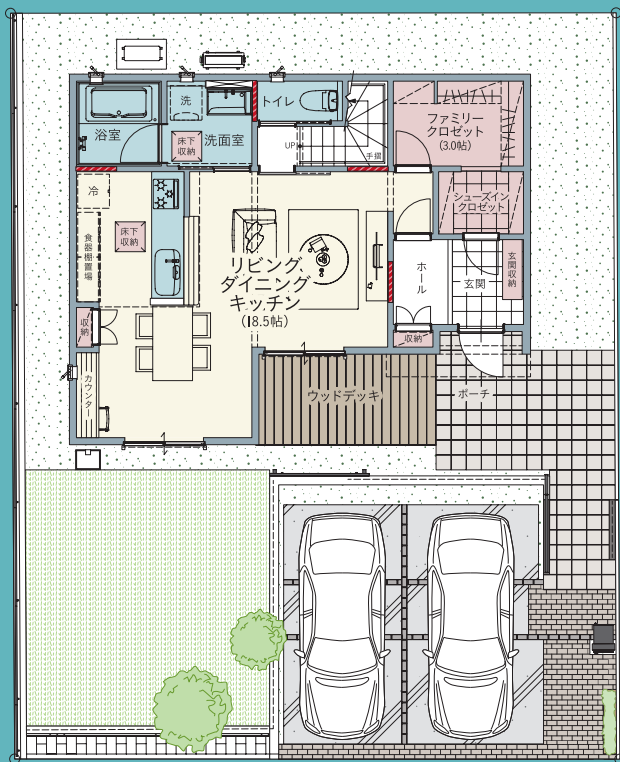 浴室
洗
床下
収納
洗面室
トイレ
UP
手摺
ファミリー
クロゼット
(3.0帖)
冷
食器棚置場
床下
収納
シューズイン
クロゼット
リビング
ダイニング
キッチン
(18.5帖)
ホール
玄関
玄関収納
収納
収納
カウンター
ウッドデッキ
ポーチ